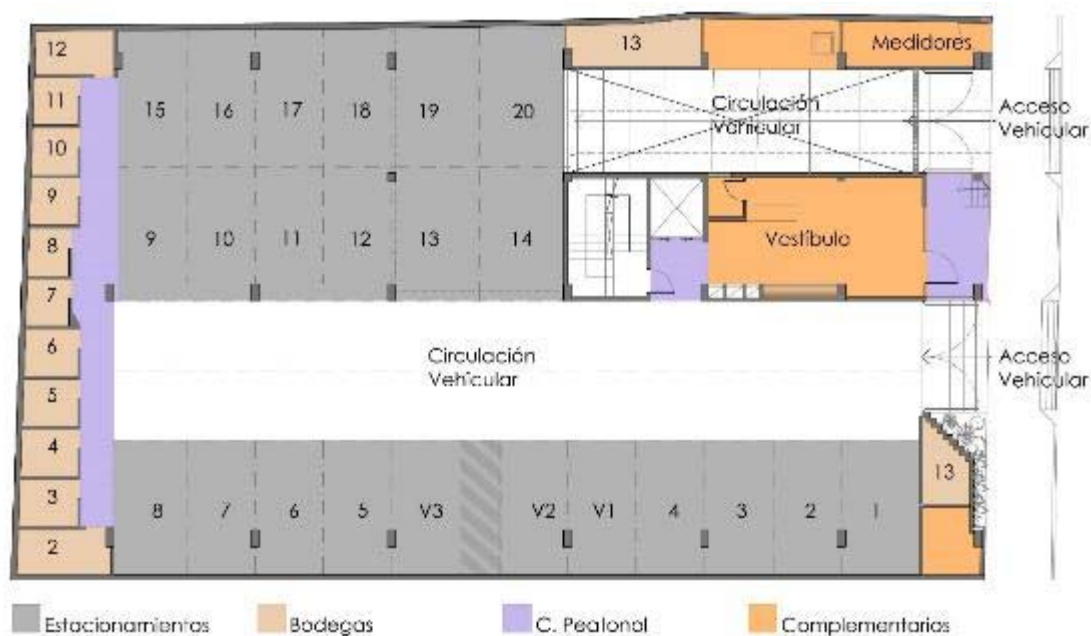 12
13
Medidores
11
15
16
17
18
19
20
Circulación
Vehicular
Acceso
Vehicular
10
9
8
9
10
11
12
13
14
Vestíbulo
7
6
Circulación
Vehícular
Acceso
Vehicular
5
4
3
8
7
6
5
V3
V2
V1
4
3
2
1
13
2
Estacionamientos
Bodegas
C. Peatonal
Complementarios